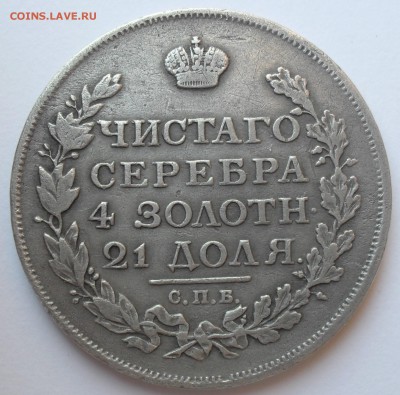 COINS.LAVE.RU
ЧИСТАГО
СЕРЕБРА
4 ЗОЛОТН·
21 ДОЛЯ.
С.П.Б.